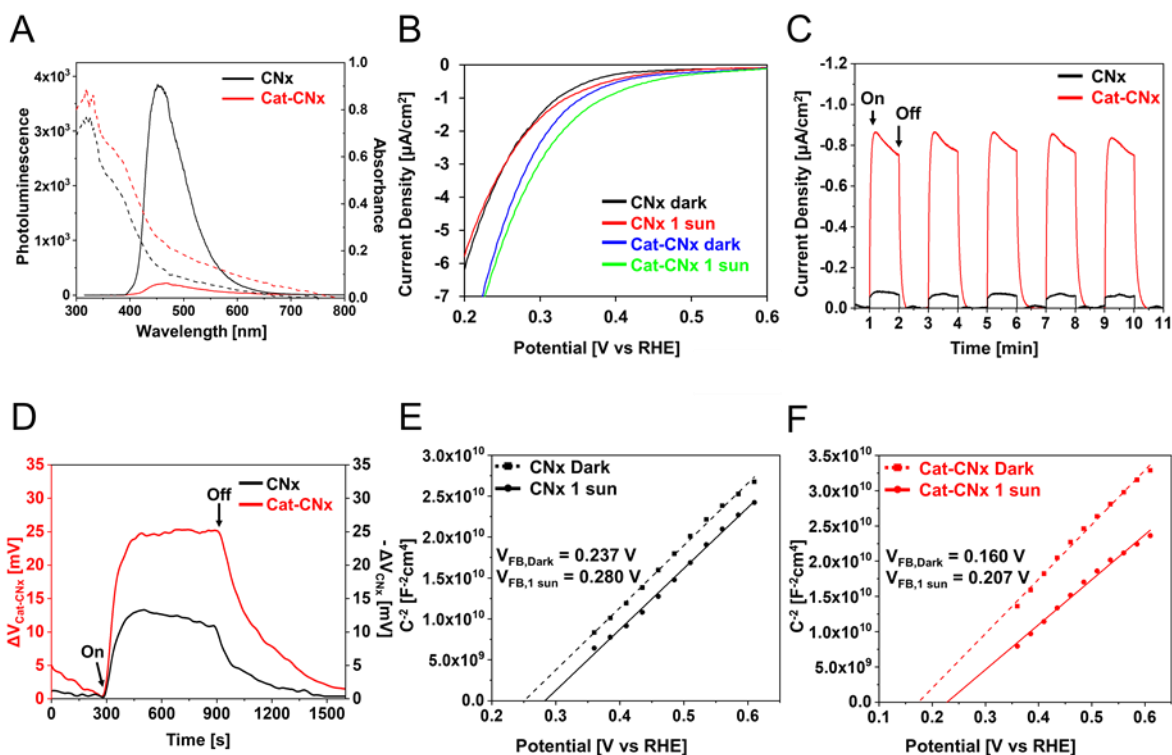 A
Photoluminescence
4x10³
3x10³
2x10³
1x10³
0
CNx
Cat-CNx
1.0
0.8
0.6
0.4
0.2
0.0
Absorbance
300 400 500 600 700 800
Wavelength [nm]
B
Current Density [µA/cm²]
0
-1
-2
-3
-4
-5
-6
-7
CNx dark
CNx 1 sun
Cat-CNx dark
Cat-CNx 1 sun
0.2 0.3 0.4 0.5 0.6
Potential [V vs RHE]
C
Current Density [µA/cm²]
-1.2
-1.0
-0.8
-0.6
-0.4
-0.2
0.0
CNx
Cat-CNx
On
Off
1 2 3 4 5 6 7 8 9 10 11
Time [min]
D
ΔV Cat-CNx [mV]
35
30
25
20
15
10
5
0
CNx
Cat-CNx
On
Off
35
30
25
20
15
10
5
0
- ΔV CNx [mV]
0 300 600 900 1200 1500
Time [s]
E
C⁻² [F⁻²cm⁴]
3.0x10¹⁰
2.5x10¹⁰
2.0x10¹⁰
1.5x10¹⁰
1.0x10¹⁰
5.0x10⁹
0.0
CNx Dark
CNx 1 sun
V FB,Dark = 0.237 V
V FB,1 sun = 0.280 V
0.2 0.3 0.4 0.5 0.6
Potential [V vs RHE]
F
C⁻² [F⁻²cm⁴]
3.5x10¹⁰
3.0x10¹⁰
2.5x10¹⁰
2.0x10¹⁰
1.5x10¹⁰
1.0x10¹⁰
5.0x10⁹
0.0
Cat-CNx Dark
Cat-CNx 1 sun
V FB,Dark = 0.160 V
V FB,1 sun = 0.207 V
0.1 0.2 0.3 0.4 0.5 0.6
Potential [V vs RHE]